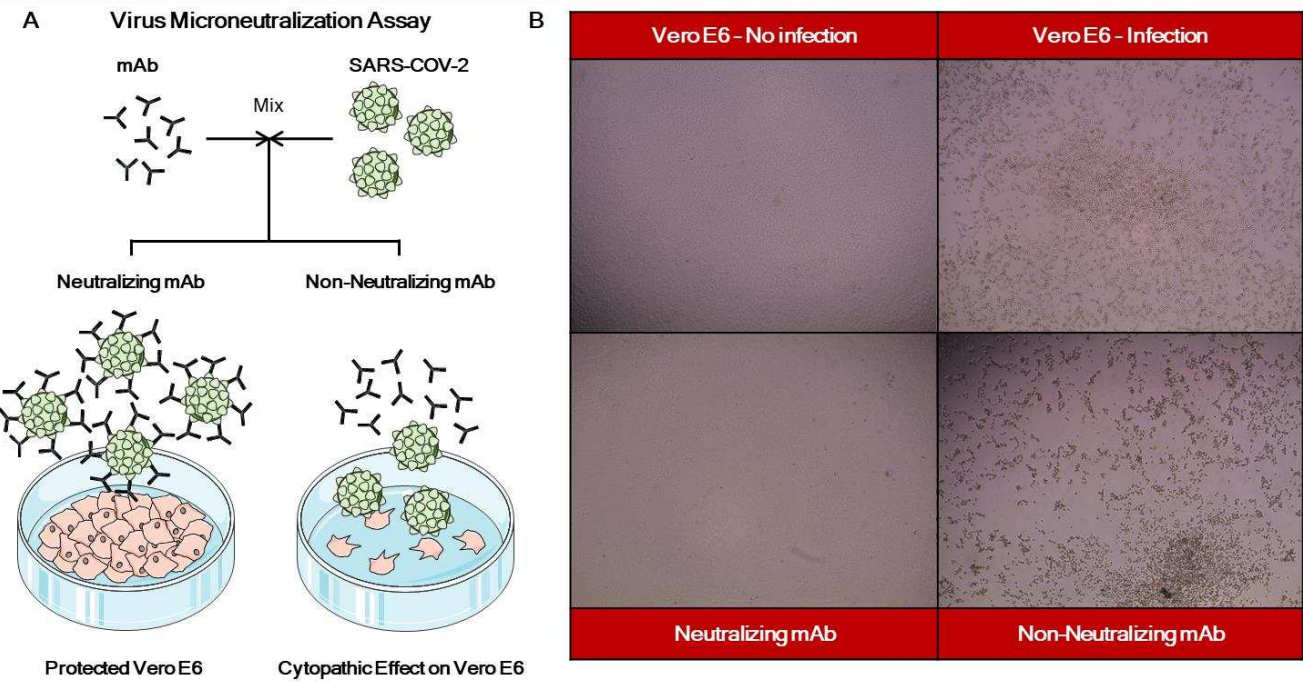 A
Virus Microneutralization Assay
mAb
SARS-COV-2
Mix
Neutralizing mAb
Non-Neutralizing mAb
Protected Vero E6
Cytopathic Effect on Vero E6
B
Vero E6 - No infection
Vero E6 - Infection
Neutralizing mAb
Non-Neutralizing mAb